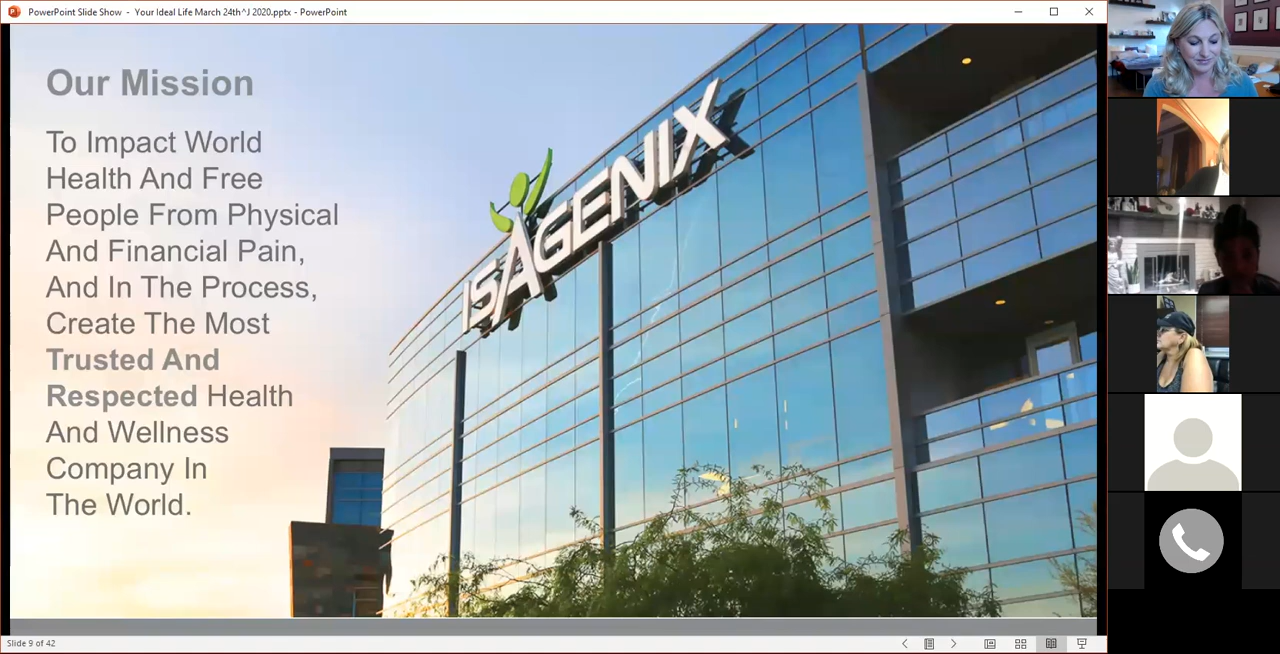 PowerPoint Slide Show - Your Ideal Life March 24th^J 2020.pptx - PowerPoint
Our Mission
To Impact World
Health And Free
People From Physical
And Financial Pain,
And In The Process,
Create The Most
Trusted And
Respected Health
And Wellness
Company In
The World.
ISAGENIX
Slide 9 of 42